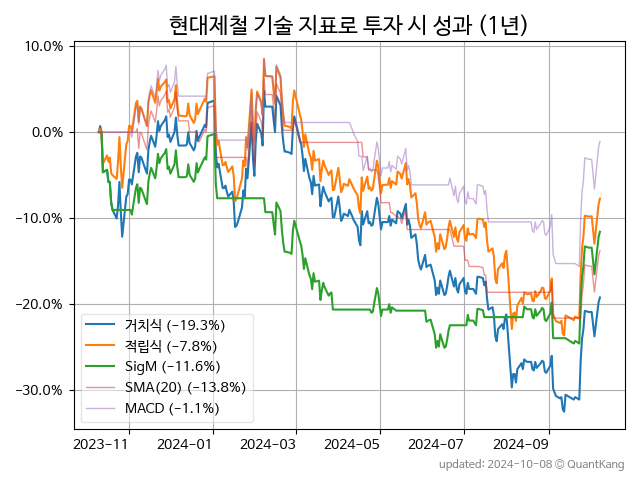 현대제철 기술 지표로 투자 시 성과 (1년)
10.0%
0.0%
−10.0%
−20.0%
−30.0%
거치식 (−19.3%)
적립식 (−7.8%)
SigM (−11.6%)
SMA(20) (−13.8%)
MACD (−1.1%)
2023-11 2024-01 2024-03 2024-05 2024-07 2024-09
updated: 2024-10-08 ⓒ QuantKang